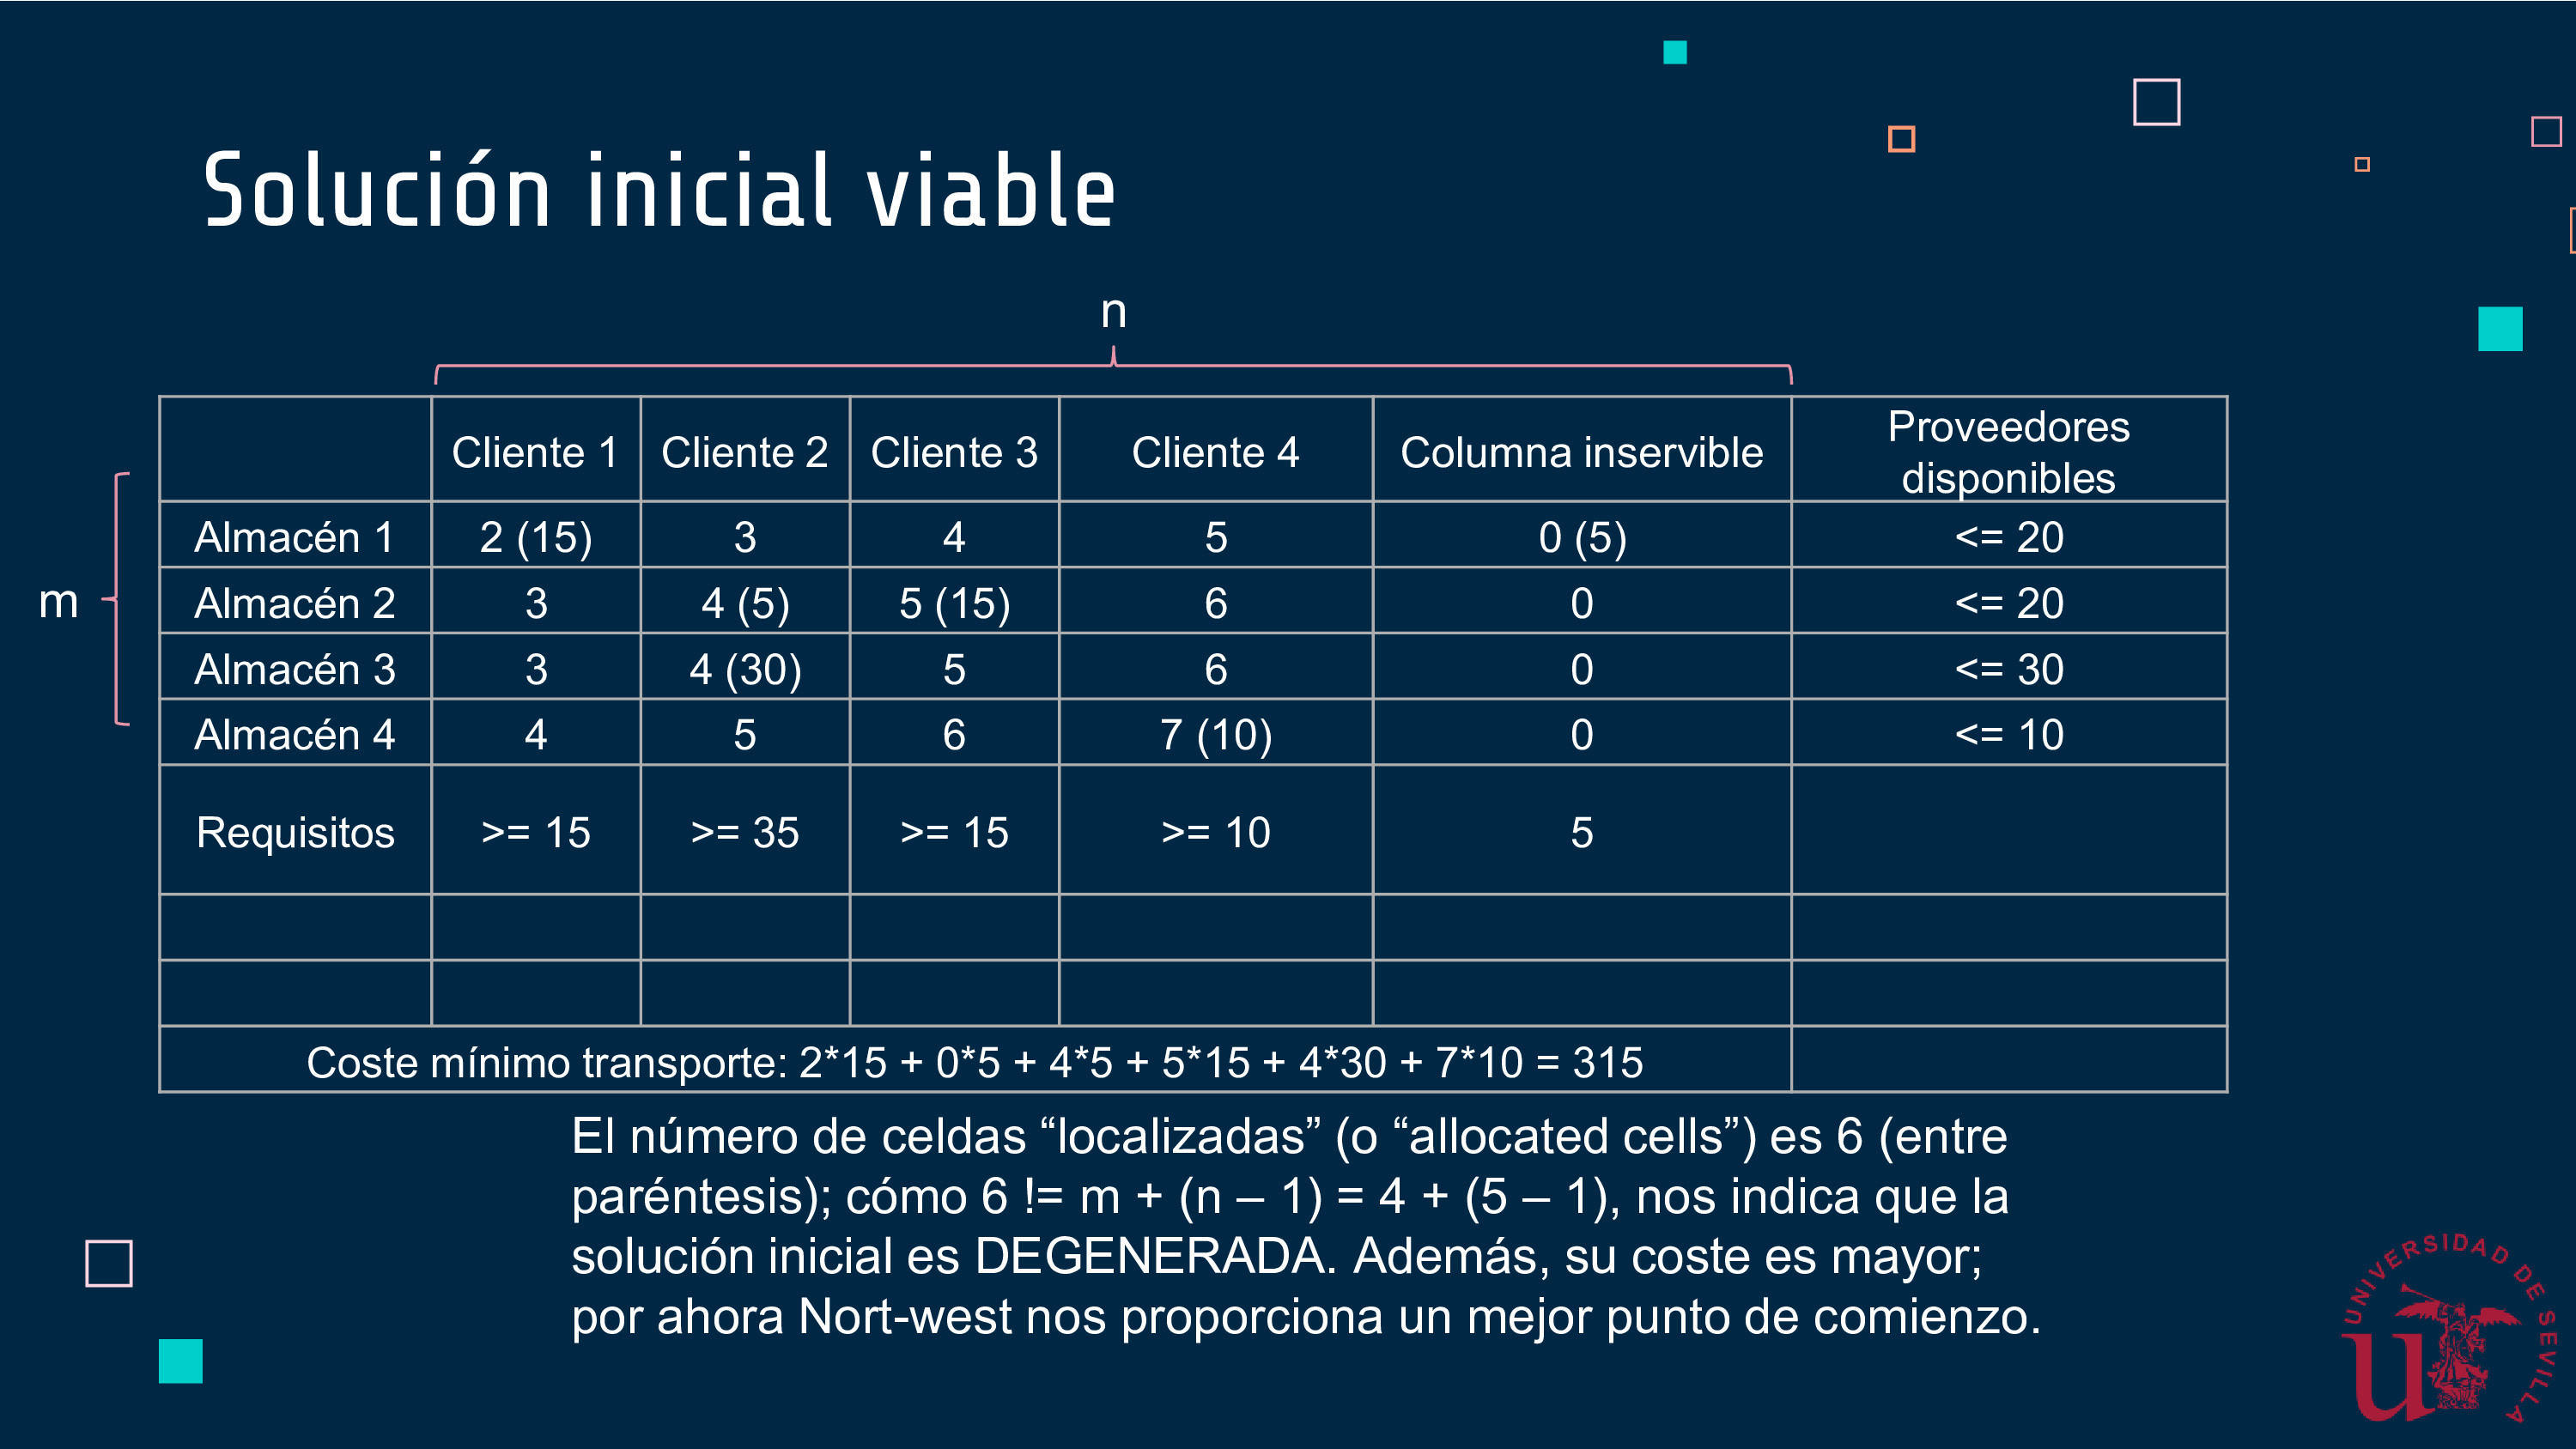 Solución inicial viable
n
Cliente 1 Cliente 2 Cliente 3 Cliente 4 Columna inservible Proveedores disponibles
m
Almacén 1 2 (15) 3 4 5 0 (5) <= 20
Almacén 2 3 4 (5) 5 (15) 6 0 <= 20
Almacén 3 3 4 (30) 5 6 0 <= 30
Almacén 4 4 5 6 7 (10) 0 <= 10
Requisitos >= 15 >= 35 >= 15 >= 10 5
Coste mínimo transporte: 2*15 + 0*5 + 4*5 + 5*15 + 4*30 + 7*10 = 315
El número de celdas “localizadas” (o “allocated cells”) es 6 (entre
paréntesis); cómo 6 != m + (n – 1) = 4 + (5 – 1), nos indica que la
solución inicial es DEGENERADA. Además, su coste es mayor;
por ahora Nort-west nos proporciona un mejor punto de comienzo.
UNIVERSIDAD DE SEVILLA
u